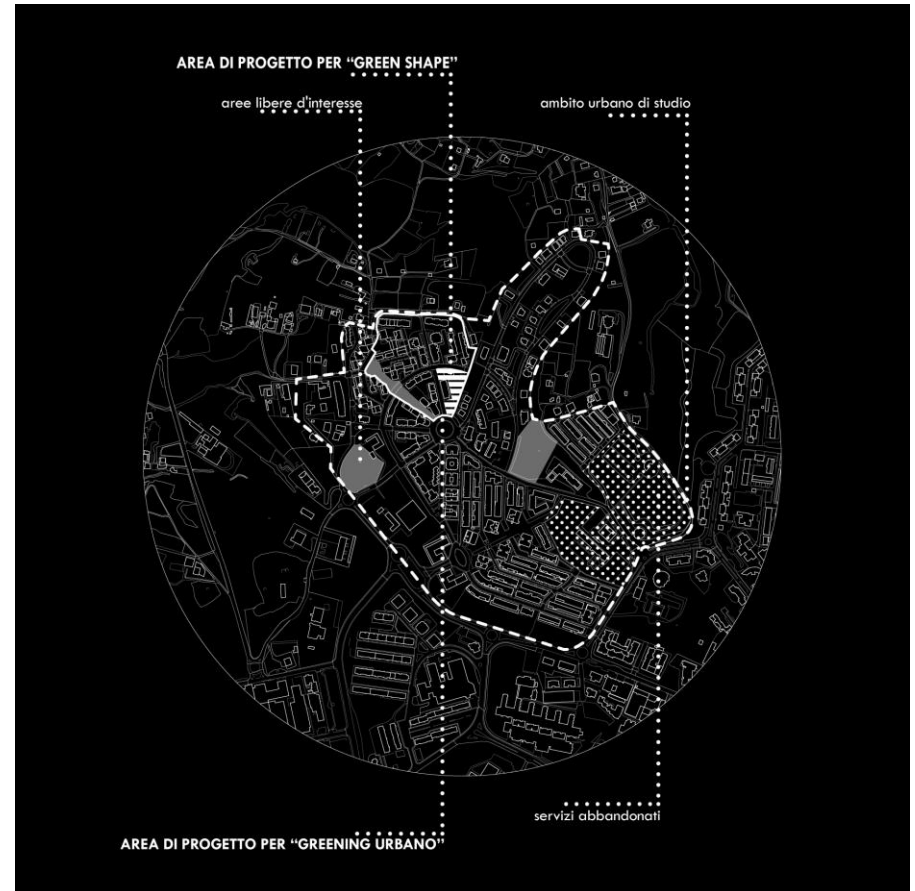 AREA DI PROGETTO PER “GREEN SHAPE”
aree libere d'interesse
ambito urbano di studio
servizi abbandonati
AREA DI PROGETTO PER “GREENING URBANO”